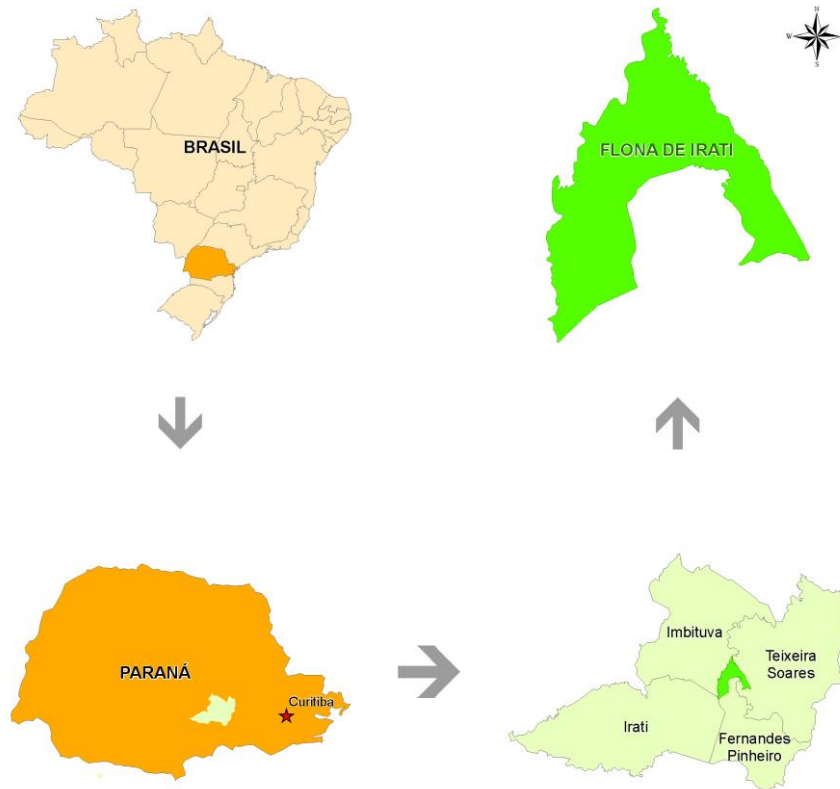 N
W
E
S
BRASIL
FLONA DE IRATI
PARANÁ
Curitiba
Imbituva
Teixeira
Soares
Irati
Fernandes
Pinheiro